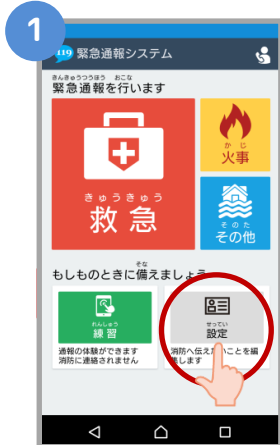 1
119 緊急通報システム
きんきゅうつうほう おこな
緊急通報を行います
きゅうきゅう
救急
かじ
火事
そのた
その他
そな
もしものときに備えましょう
れんしゅう
練習
通報の体験ができます
消防に連絡されません
せってい
設定
消防へ伝えたいことを編
集します